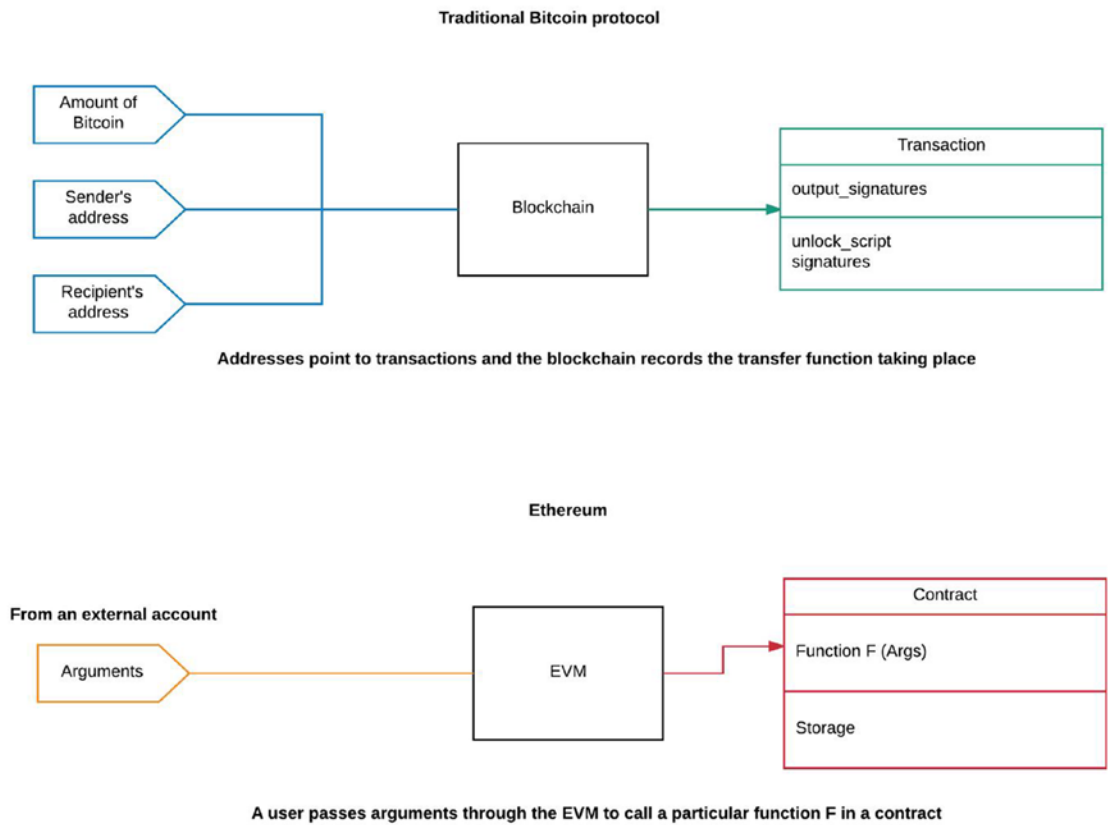 Traditional Bitcoin protocol
Amount of
Bitcoin
Sender's
address
Recipient's
address
Blockchain
Transaction
output_signatures
unlock_script
signatures
Addresses point to transactions and the blockchain records the transfer function taking place
Ethereum
From an external account
Arguments
EVM
Contract
Function F (Args)
Storage
A user passes arguments through the EVM to call a particular function F in a contract